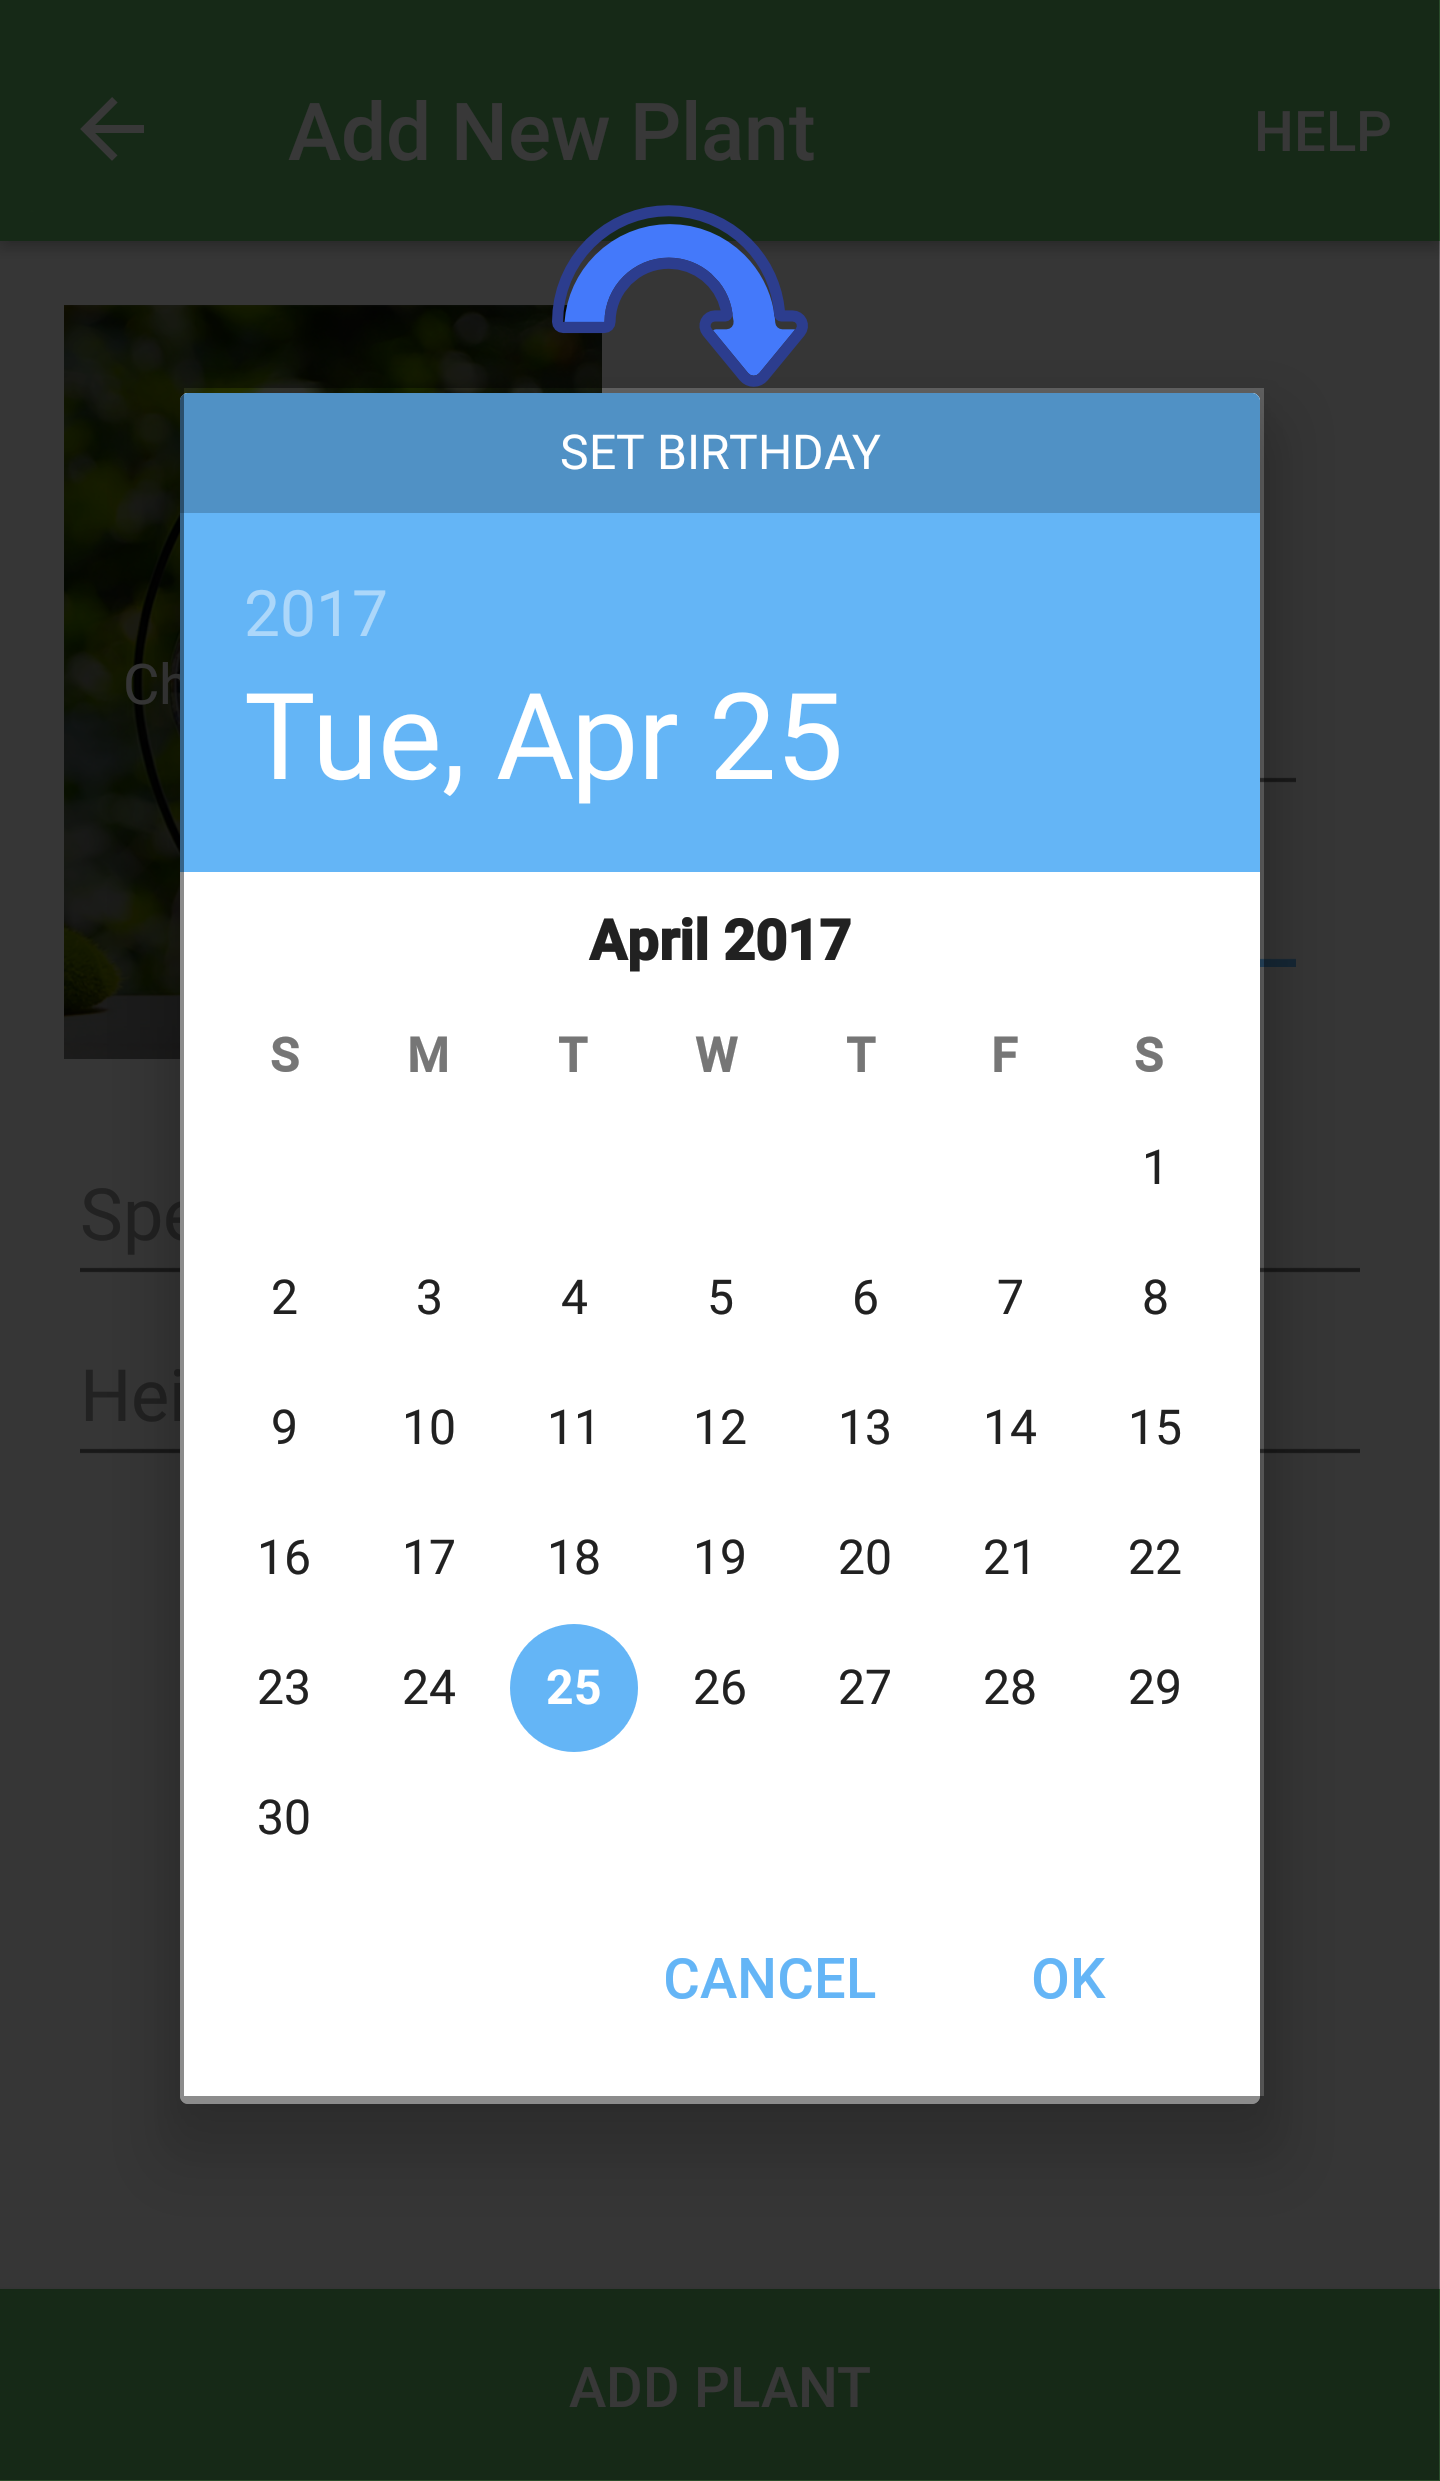 Add New Plant HELP
SET BIRTHDAY
2017
Tue, Apr 25
April 2017
S M T W T F S
1
2 3 4 5 6 7 8
9 10 11 12 13 14 15
16 17 18 19 20 21 22
23 24 25 26 27 28 29
30
CANCEL OK
ADD PLANT